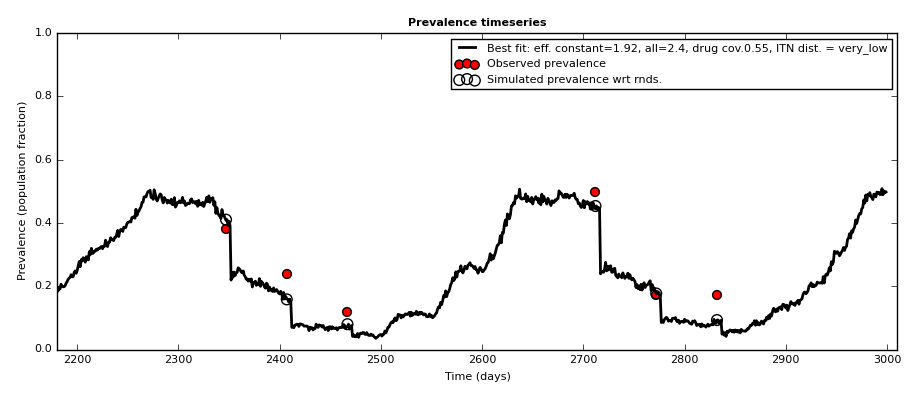 Prevalence timeseries
1.0
0.8
0.6
0.4
0.2
0.0
Prevalence (population fraction)
Best fit: eff. constant=1.92, all=2.4, drug cov.0.55, ITN dist. = very_low
Observed prevalence
Simulated prevalence wrt rnds.
2200 2300 2400 2500 2600 2700 2800 2900 3000
Time (days)